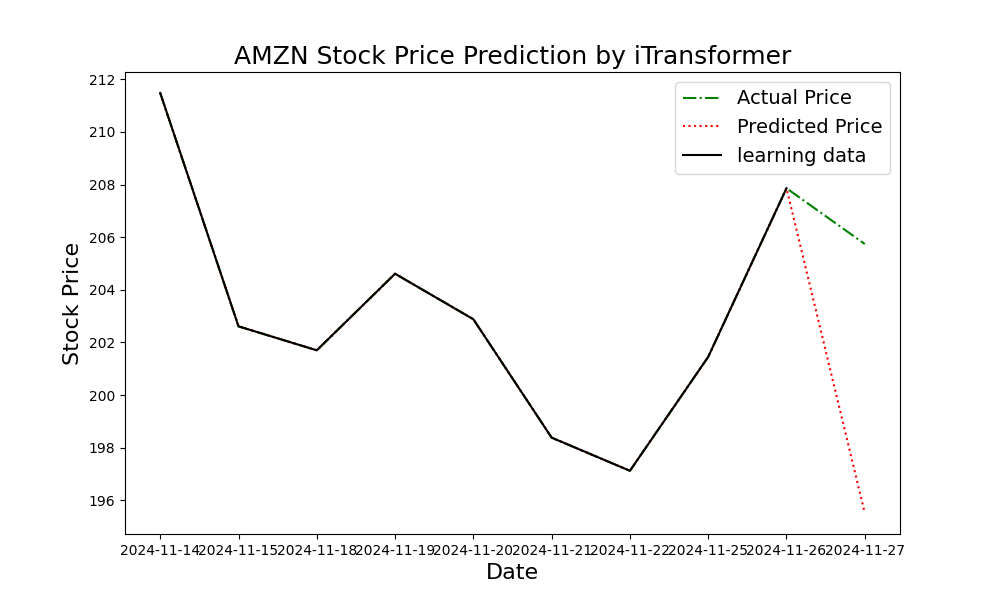 AMZN Stock Price Prediction by iTransformer
Actual Price
Predicted Price
learning data
Stock Price
212
210
208
206
204
202
200
198
196
2024-11-14 2024-11-15 2024-11-18 2024-11-19 2024-11-20 2024-11-21 2024-11-22 2024-11-25 2024-11-26 2024-11-27
Date